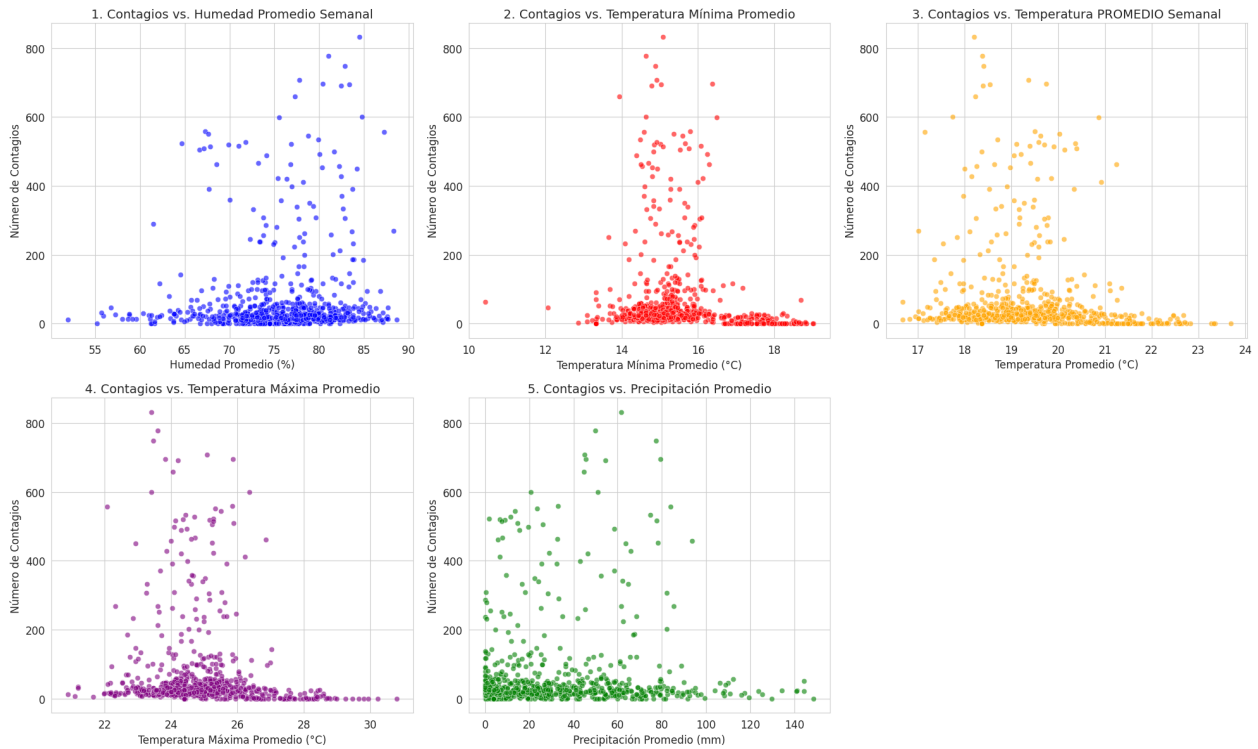 1. Contagios vs. Humedad Promedio Semanal
800
600
400
200
0
Número de Contagios
55 60 65 70 75 80 85 90
Humedad Promedio (%)
2. Contagios vs. Temperatura Mínima Promedio
800
600
400
200
0
Número de Contagios
10 12 14 16 18
Temperatura Mínima Promedio (°C)
3. Contagios vs. Temperatura PROMEDIO Semanal
800
600
400
200
0
Número de Contagios
17 18 19 20 21 22 23 24
Temperatura Promedio (°C)
4. Contagios vs. Temperatura Máxima Promedio
800
600
400
200
0
Número de Contagios
22 24 26 28 30
Temperatura Máxima Promedio (°C)
5. Contagios vs. Precipitación Promedio
800
600
400
200
0
Número de Contagios
0 20 40 60 80 100 120 140
Precipitación Promedio (mm)